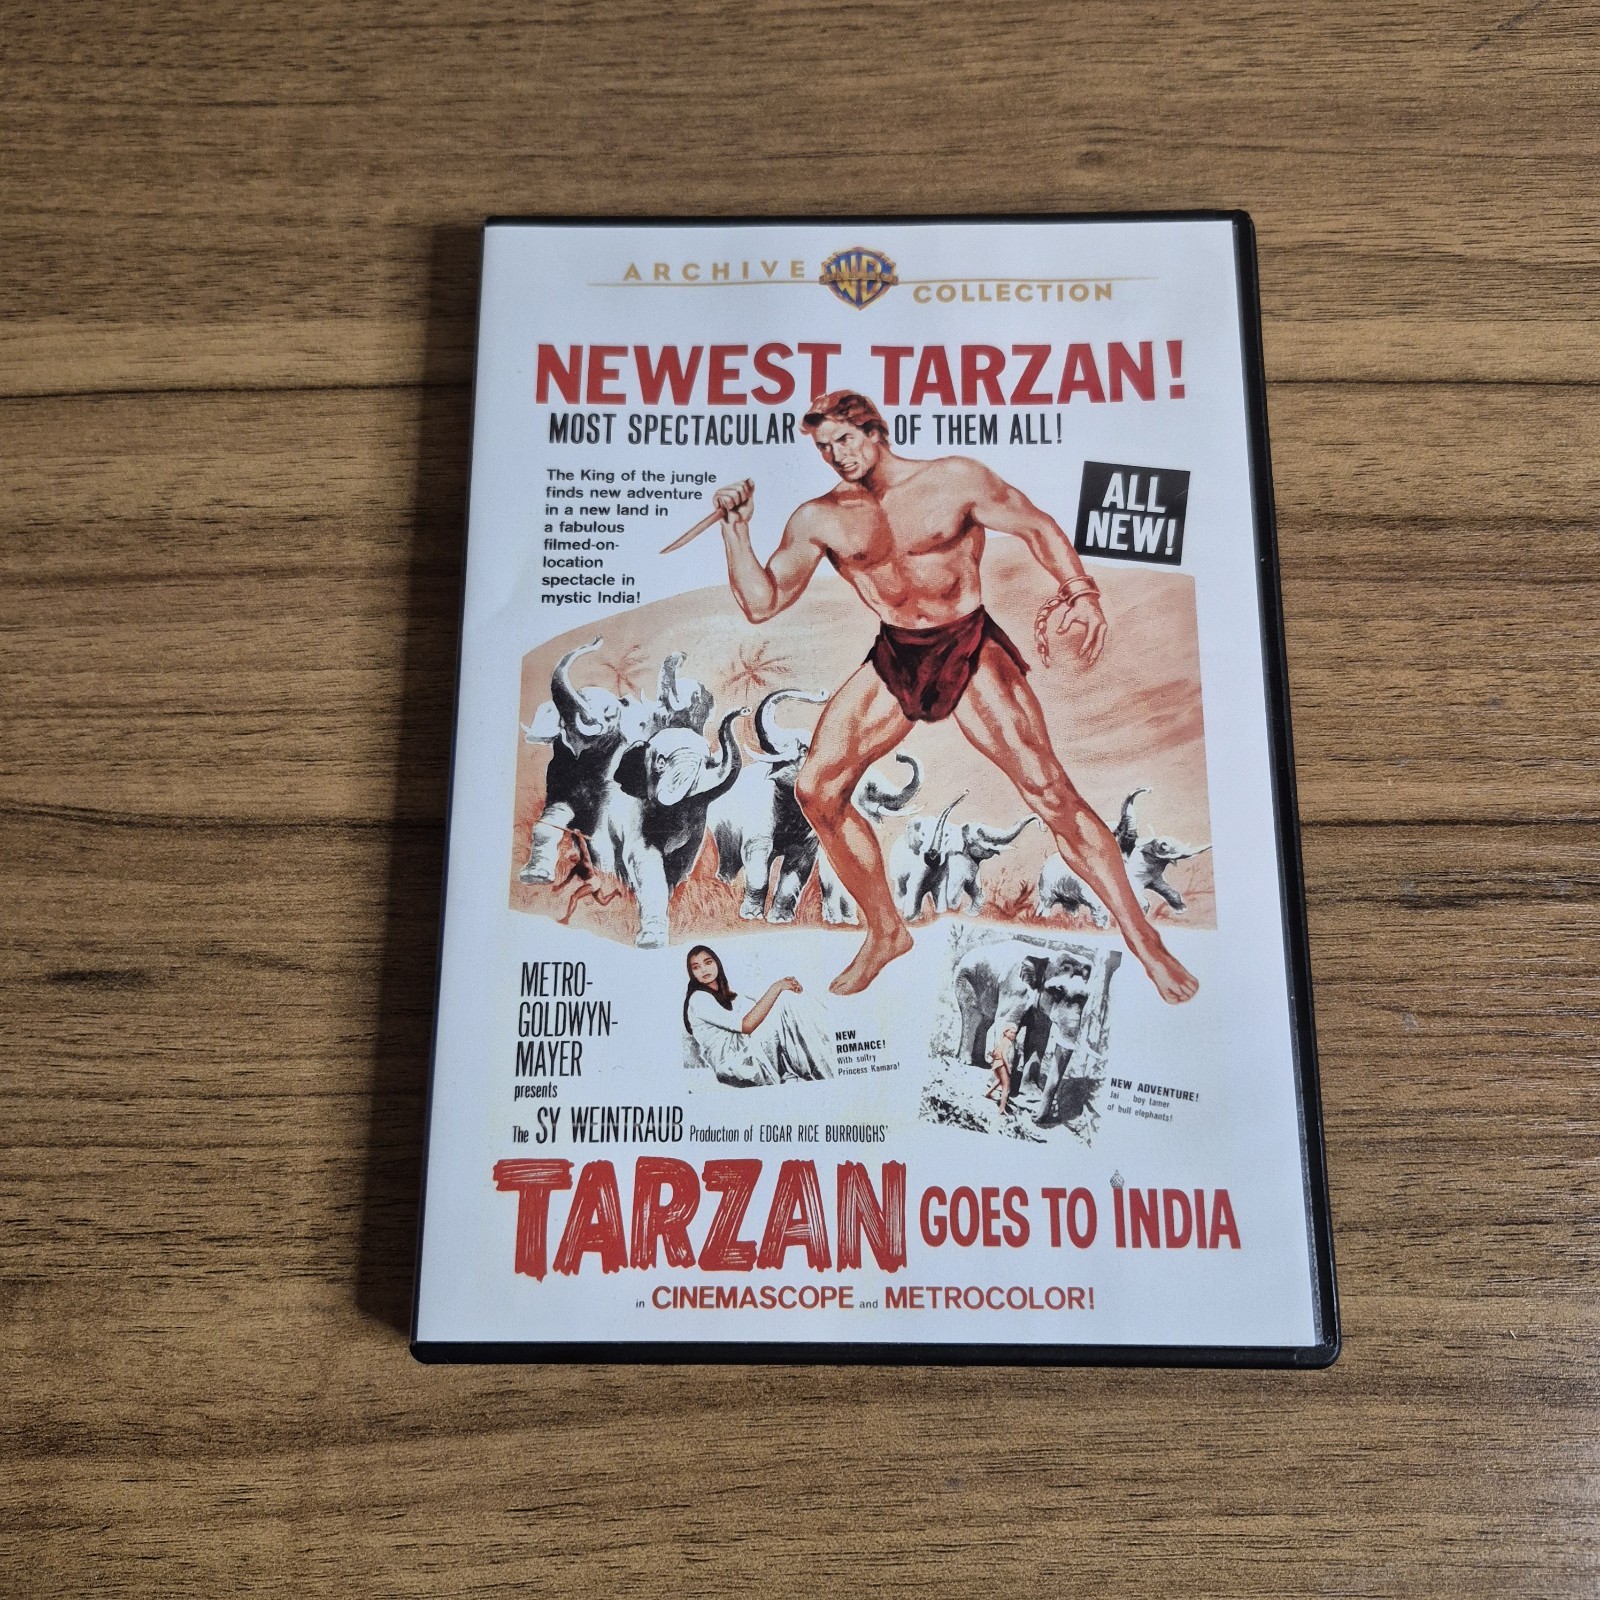 ARCHIVE WB COLLECTION
NEWEST TARZAN!
MOST SPECTACULAR OF THEM ALL!
The King of the jungle
finds new adventure
in a new land in
a fabulous
filmed-on-
location
spectacle in
mystic India!
ALL
NEW!
METRO-
GOLDWYN-
MAYER
presents
NEW
ROMANCE!
With sultry
Princess Kamara!
NEW ADVENTURE!
Jai boy tamer
of bull elephants!
The SY WEINTRAUB Production of EDGAR RICE BURROUGHS'
TARZAN GOES TO INDIA
in CINEMASCOPE and METROCOLOR!